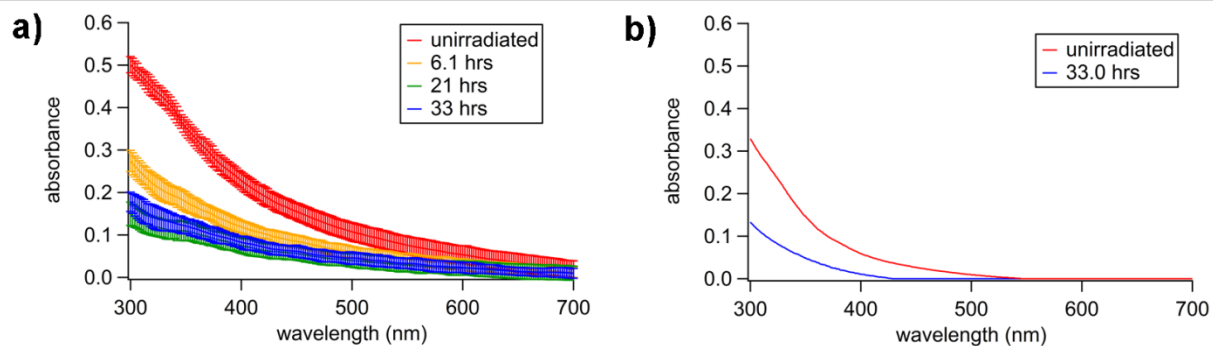 a)
0.6
0.5
0.4
0.3
0.2
0.1
0.0
absorbance
300
400
500
600
700
wavelength (nm)
unirradiated
6.1 hrs
21 hrs
33 hrs
b)
0.6
0.5
0.4
0.3
0.2
0.1
0.0
absorbance
300
400
500
600
700
wavelength (nm)
unirradiated
33.0 hrs